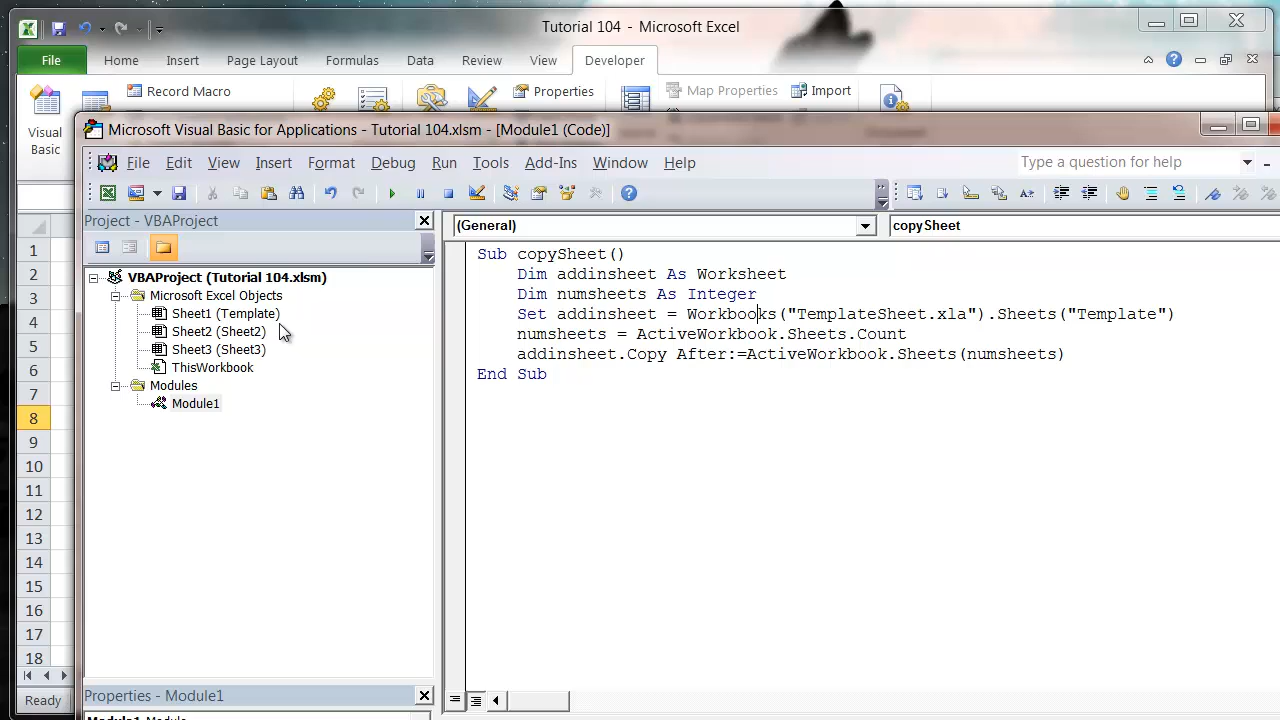 Tutorial 104 - Microsoft Excel
File Home Insert Page Layout Formulas Data Review View Developer
Visual Basic
Record Macro
Properties
Map Properties
Import
Microsoft Visual Basic for Applications - Tutorial 104.xlsm - [Module1 (Code)]
File Edit View Insert Format Debug Run Tools Add-Ins Window Help
Type a question for help
Project - VBAProject
(General)
copySheet
VBAProject (Tutorial 104.xlsm)
Microsoft Excel Objects
Sheet1 (Template)
Sheet2 (Sheet2)
Sheet3 (Sheet3)
ThisWorkbook
Modules
Module1
Sub copySheet()
Dim addinsheet As Worksheet
Dim numsheets As Integer
Set addinsheet = Workbooks("TemplateSheet.xla").Sheets("Template")
numsheets = ActiveWorkbook.Sheets.Count
addinsheet.Copy After:=ActiveWorkbook.Sheets(numsheets)
End Sub
1
2
3
4
5
6
7
8
9
10
11
12
13
14
15
16
17
18
Ready
Properties - Module1
Module1 Module